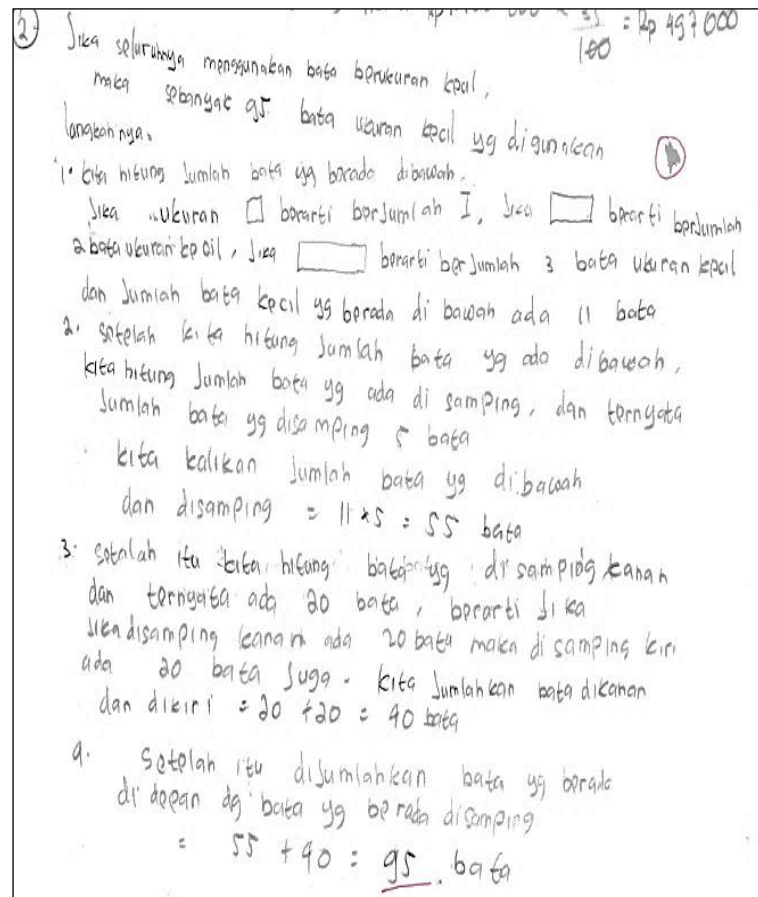 31/100 = Rp 497000
2) Jika seluruhnya menggunakan bata berukuran kecil,
maka sebanyak 95 bata ukuran kecil yg digunakan
langkah nya.
1. kita hitung Jumlah bata yg berada dibawah.
Jika ukuran berarti berjumlah I, Jika berarti berjumlah
2 bata ukuran kecil, Jika berarti berjumlah 3 bata ukuran kecil
dan Jumlah bata kecil yg berada di bawah ada 11 bata
2. setelah kita hitung Jumlah bata yg ada dibawah,
kita hitung Jumlah bata yg ada di samping, dan ternyata
Jumlah bata yg disamping 5 bata
kita kalikan Jumlah bata yg dibawah
dan disamping = 11 x 5 = 55 bata
3. setalah itu kita hitung bata yg di samping kanan
dan ternyata ada 20 bata, berarti Jika
Jika disamping kanan ada 20 bata maka di samping kiri
ada 20 bata Juga. kita Jumlahkan bata dikanan
dan dikiri = 20 + 20 = 40 bata
4. Setelah itu diJumlahkan bata yg berada
di depan dg bata yg berada disamping
= 55 + 40 = 95 bata